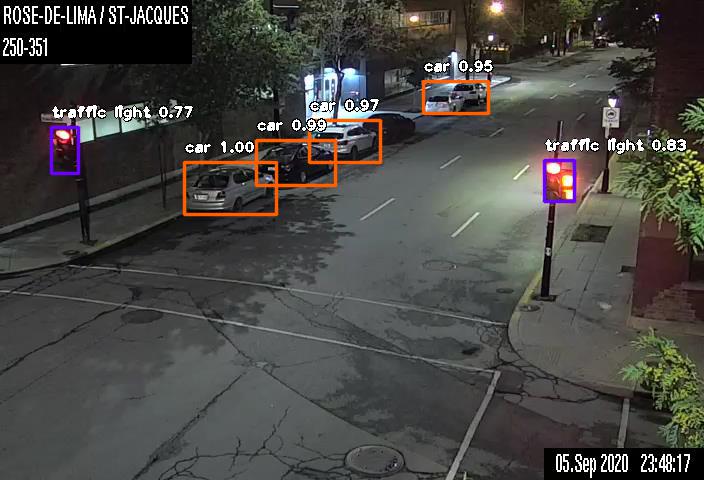 ROSE-DE-LIMA / ST-JACQUES
250-351
car 0.95
car 0.97
traffic light 0.77
car 0.99
car 1.00
traffic light 0.83
05.Sep 2020 23:48:17